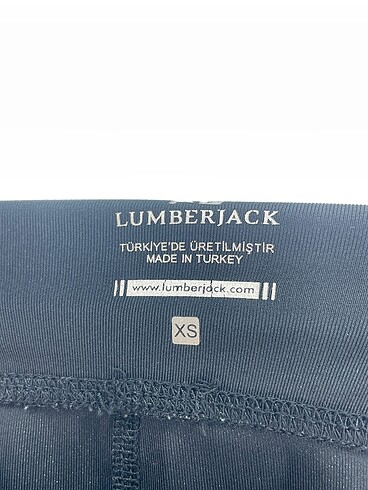 LUMBERJACK
TÜRKİYE'DE ÜRETİLMİŞTİR
MADE IN TURKEY
www.lumberjack.com
XS